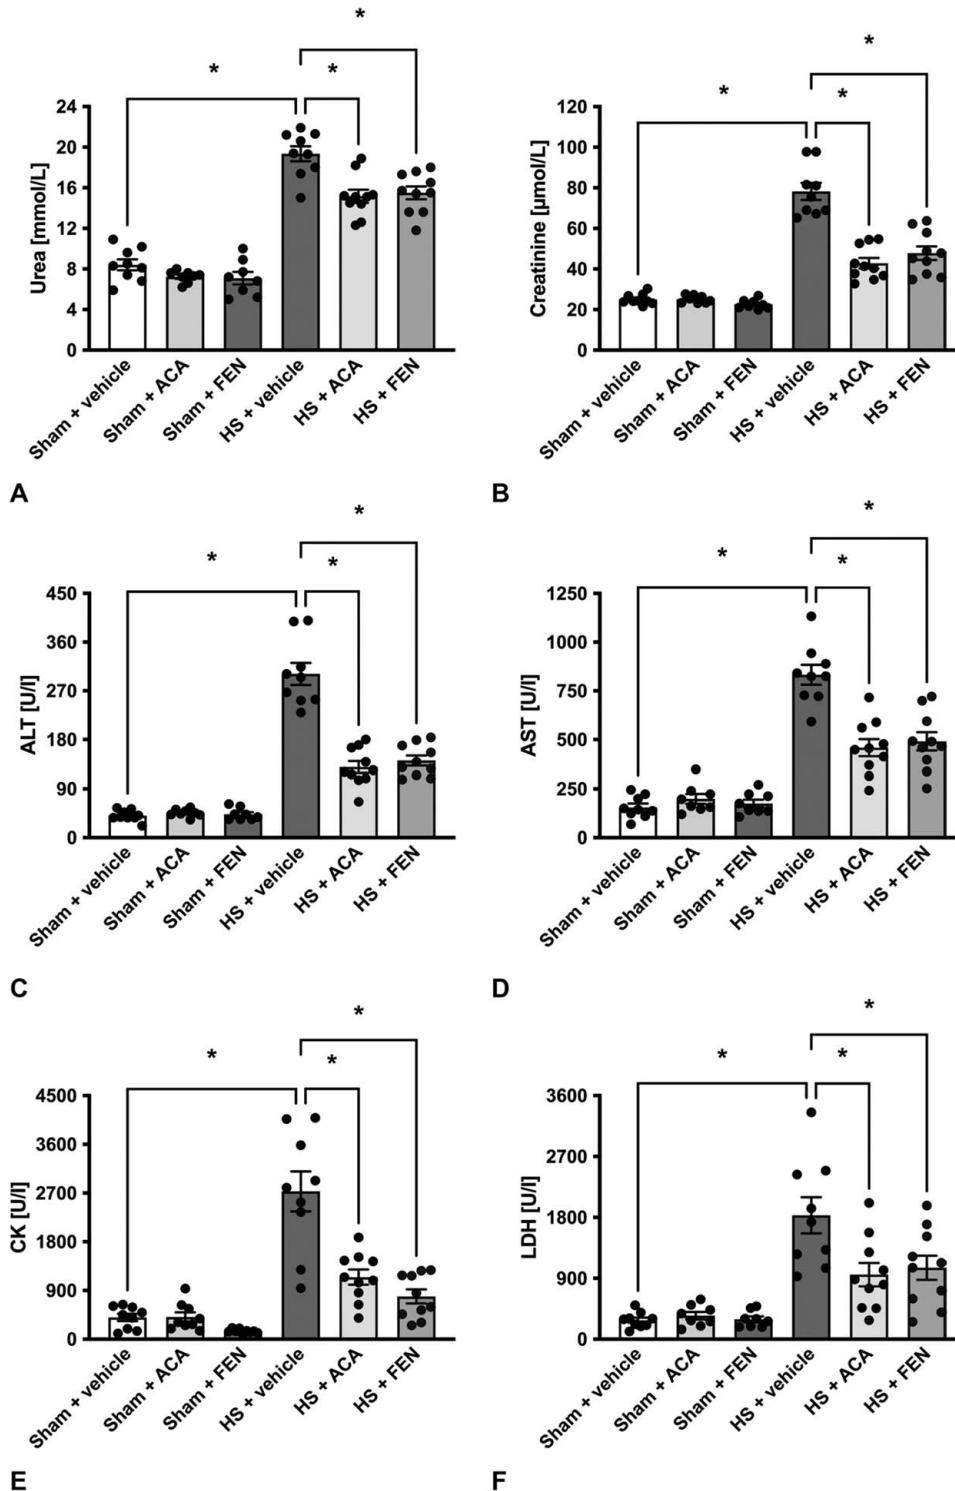 *
*
*
Urea [mmol/L]
24
20
16
12
8
4
0
Sham + vehicle
Sham + ACA
Sham + FEN
HS + vehicle
HS + ACA
HS + FEN
A
*
*
*
Creatinine [µmol/L]
120
100
80
60
40
20
0
Sham + vehicle
Sham + ACA
Sham + FEN
HS + vehicle
HS + ACA
HS + FEN
B
*
*
*
ALT [U/l]
450
360
270
180
90
0
Sham + vehicle
Sham + ACA
Sham + FEN
HS + vehicle
HS + ACA
HS + FEN
C
*
*
*
AST [U/l]
1250
1000
750
500
250
0
Sham + vehicle
Sham + ACA
Sham + FEN
HS + vehicle
HS + ACA
HS + FEN
D
*
*
*
CK [U/l]
4500
3600
2700
1800
900
0
Sham + vehicle
Sham + ACA
Sham + FEN
HS + vehicle
HS + ACA
HS + FEN
E
*
*
*
LDH [U/l]
3600
2700
1800
900
0
Sham + vehicle
Sham + ACA
Sham + FEN
HS + vehicle
HS + ACA
HS + FEN
F